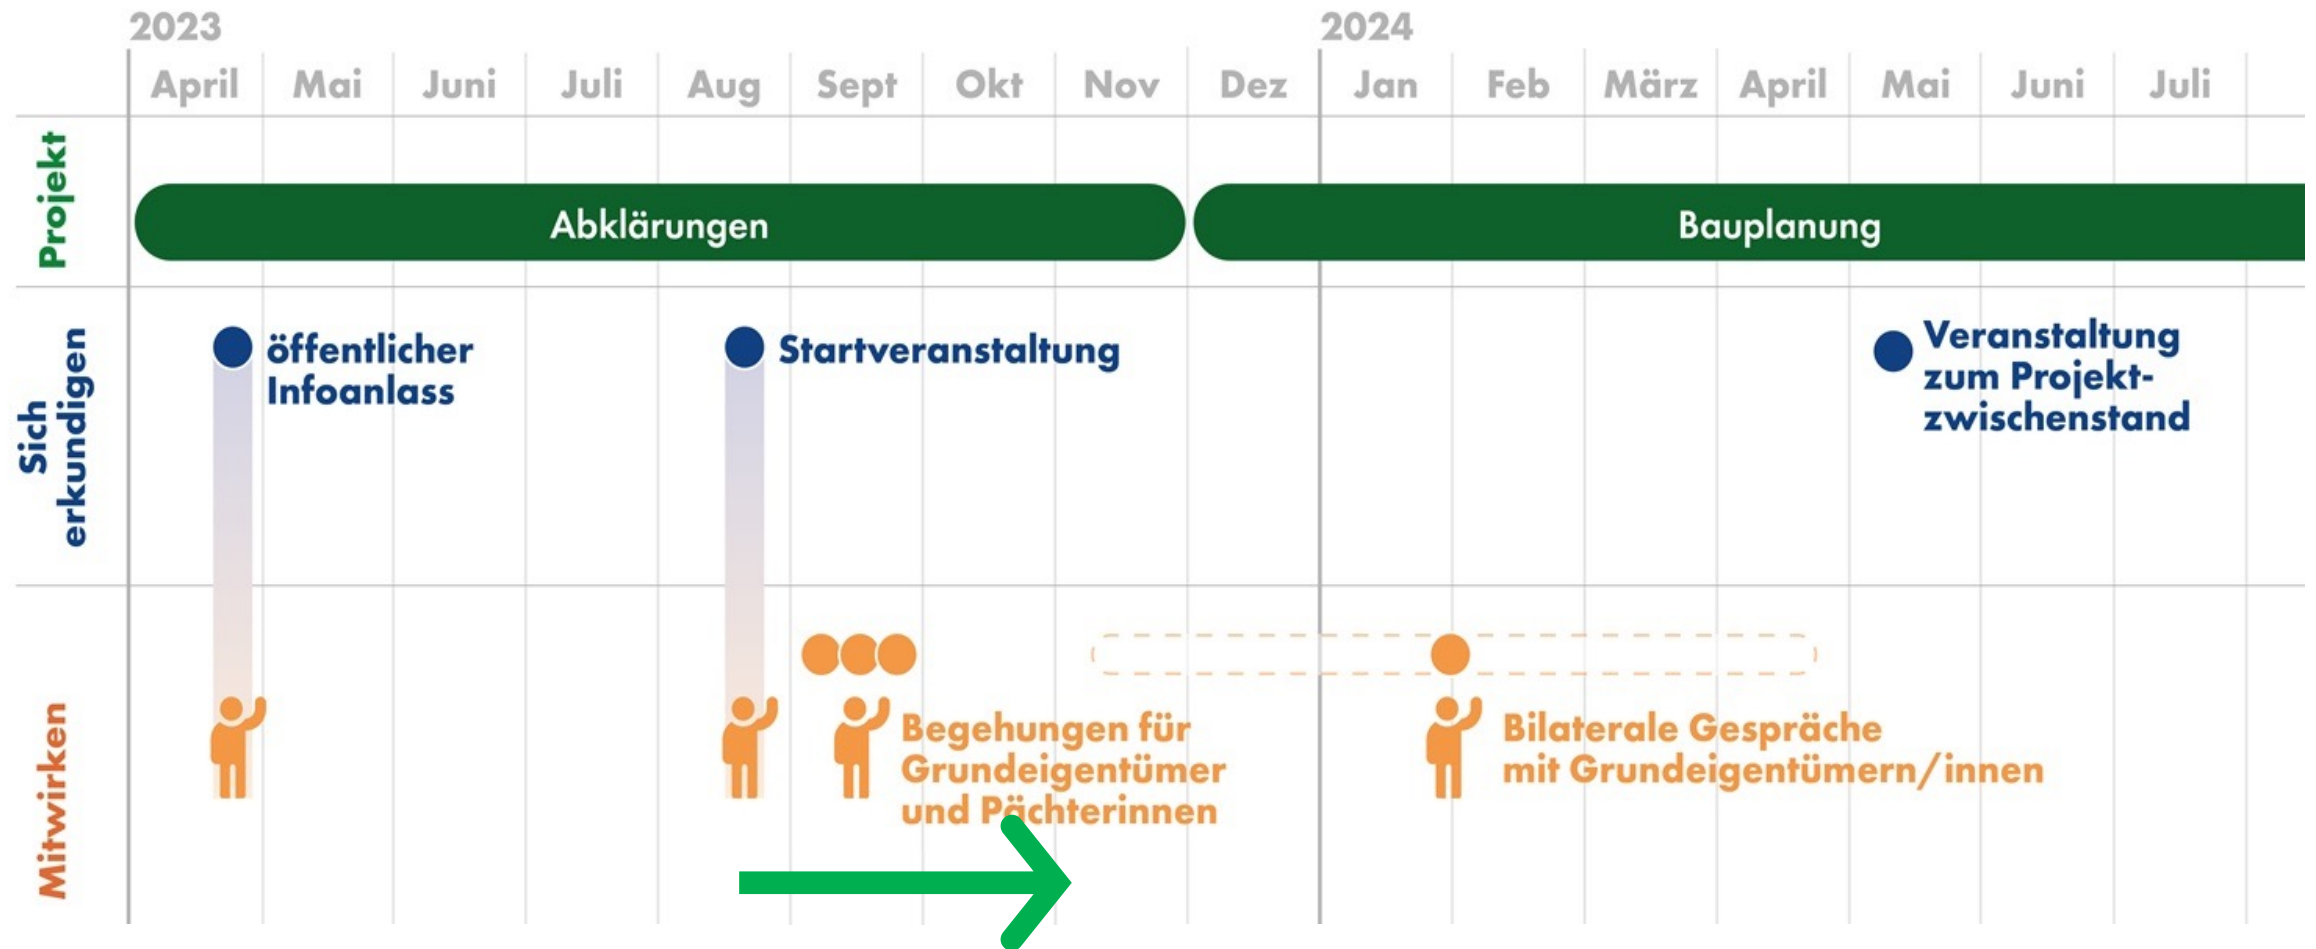 2023
2024
April Mai Juni Juli Aug Sept Okt Nov Dez Jan Feb März April Mai Juni Juli
Projekt
Abklärungen
Bauplanung
Sich
erkundigen
öffentlicher
Infoanlass
Startveranstaltung
Veranstaltung
zum Projekt-
zwischenstand
Mitwirken
Begehungen für
Grundeigentümer
und Pächterinnen
Bilaterale Gespräche
mit Grundeigentümern/innen